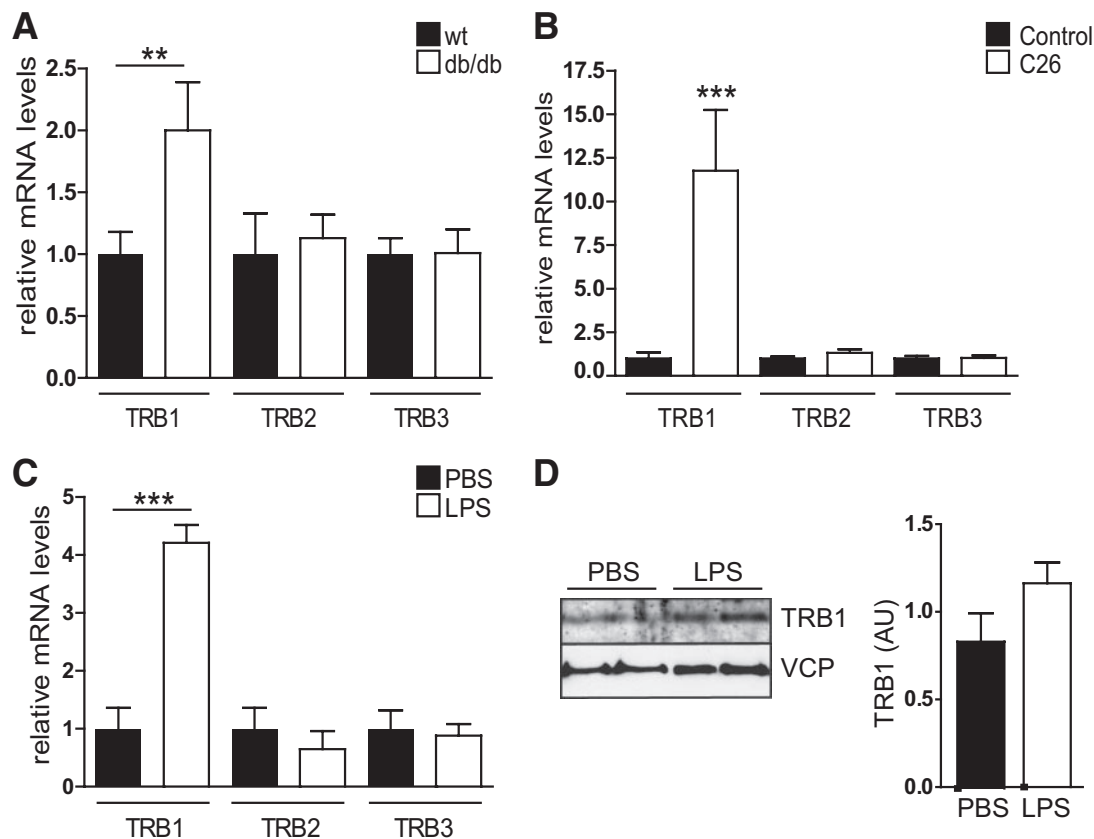 A
wt
db/db
relative mRNA levels
2.5
2.0
1.5
1.0
0.5
0.0
**
TRB1
TRB2
TRB3
B
Control
C26
relative mRNA levels
17.5
15.0
12.5
10.0
7.5
5.0
2.5
0.0
***
TRB1
TRB2
TRB3
C
PBS
LPS
relative mRNA levels
5
4
3
2
1
0
***
TRB1
TRB2
TRB3
D
PBS LPS
TRB1
VCP
TRB1 (AU)
1.5
1.0
0.5
0.0
PBS LPS